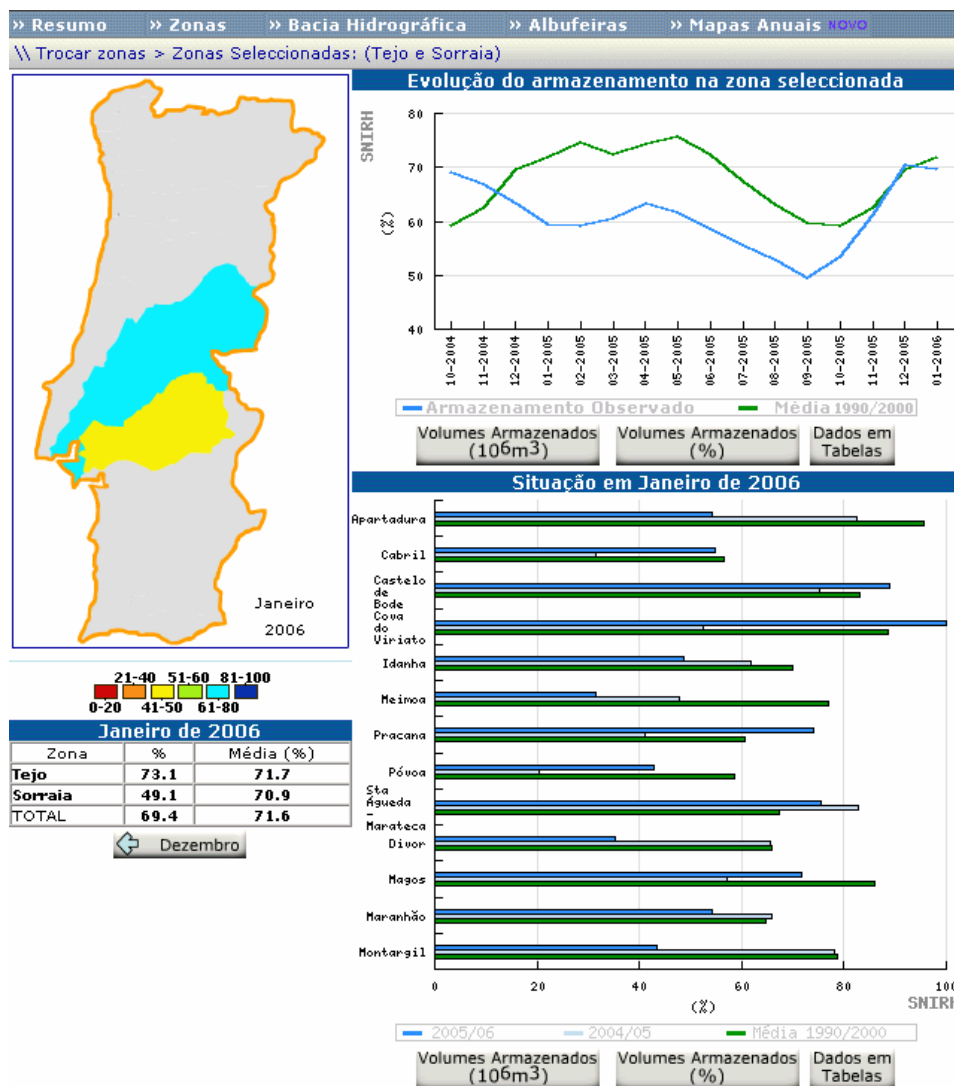 » Resumo » Zonas » Bacia Hidrográfica » Albufeiras » Mapas Anuais NOVO
\\ Trocar zonas > Zonas Seleccionadas: (Tejo e Sorraia)
Janeiro
2006
21-40 51-60 81-100
0-20 41-50 61-80
Janeiro de 2006
Zona % Média (%)
Tejo 73.1 71.7
Sorraia 49.1 70.9
TOTAL 69.4 71.6
Dezembro
Evolução do armazenamento na zona seleccionada
SNIRH
80
70
60
50
40
(%)
10-2004 11-2004 12-2004 01-2005 02-2005 03-2005 04-2005 05-2005 06-2005 07-2005 08-2005 09-2005 10-2005 11-2005 12-2005 01-2006
Armazenamento Observado Média 1990/2000
Volumes Armazenados (%) Dados em
Volumes Armazenados
(10⁶m³)
Tabelas
Situação em Janeiro de 2006
Apartadura
Cabril
Castelo
de
Bode
Cova
do
Viriato
Idanha
Meimoa
Pracana
Póvoa
Sta
Águeda
-
Marateca
Divor
Magos
Maranhão
Montargil
0 20 40 60 80 100
(%)
SNIRH
2005/06 2004/05 Média 1990/2000
Volumes Armazenados
(10⁶m³)
Volumes Armazenados
(%)
Dados em
Tabelas